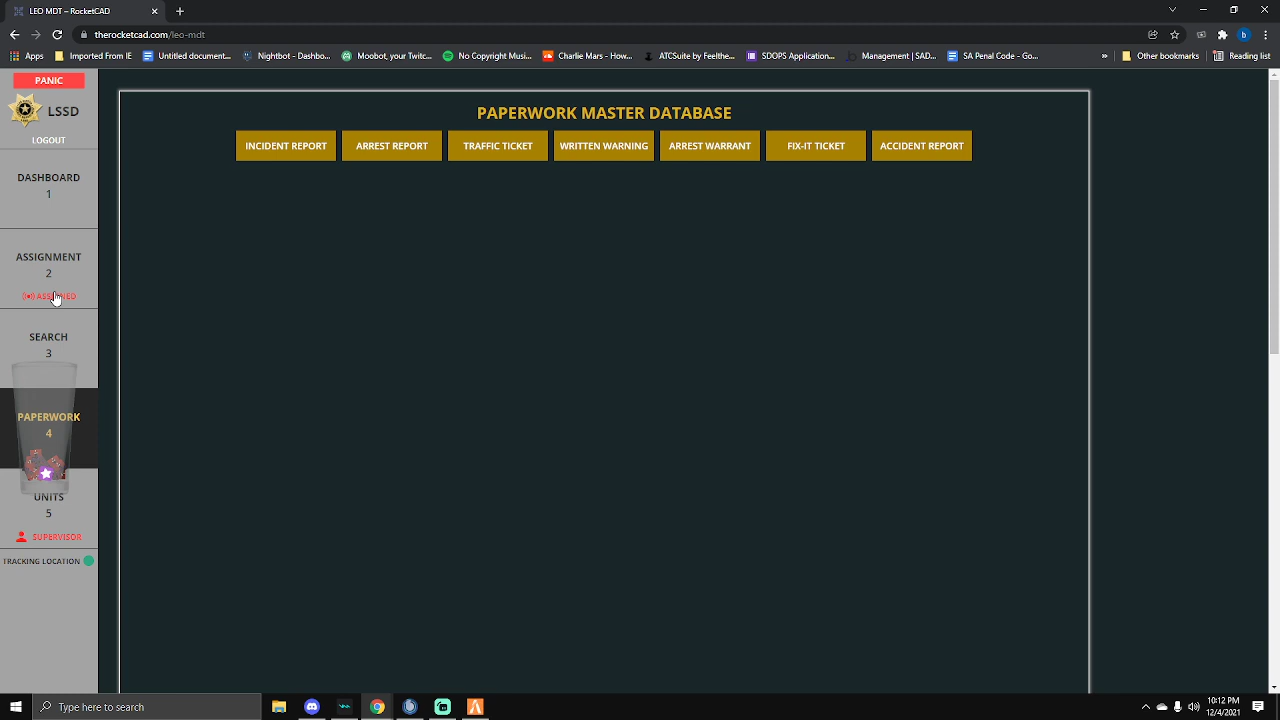 LEO MDT – RocketCAD
therocketcad.com/leo-mdt
Apps
Imported From IE
Untitled document...
Nightbot - Dashbo...
Moobot, your Twitc...
No Copyright Musi...
Charlie Mars - How...
ATCSuite by Feelthe...
SDOPS Application...
Management | SAD...
SA Penal Code - Go...
»
Other bookmarks
Reading list
PANIC
LSSD
LOGOUT
DASHBOARD
1
ASSIGNMENT
2
ASSIGNED
SEARCH
3
PAPERWORK
4
UNITS
5
SUPERVISOR
TRACKING LOCATION
PAPERWORK MASTER DATABASE
INCIDENT REPORT
ARREST REPORT
TRAFFIC TICKET
WRITTEN WARNING
ARREST WARRANT
FIX-IT TICKET
ACCIDENT REPORT
Type here to search
10:12 PM
12/4/2021